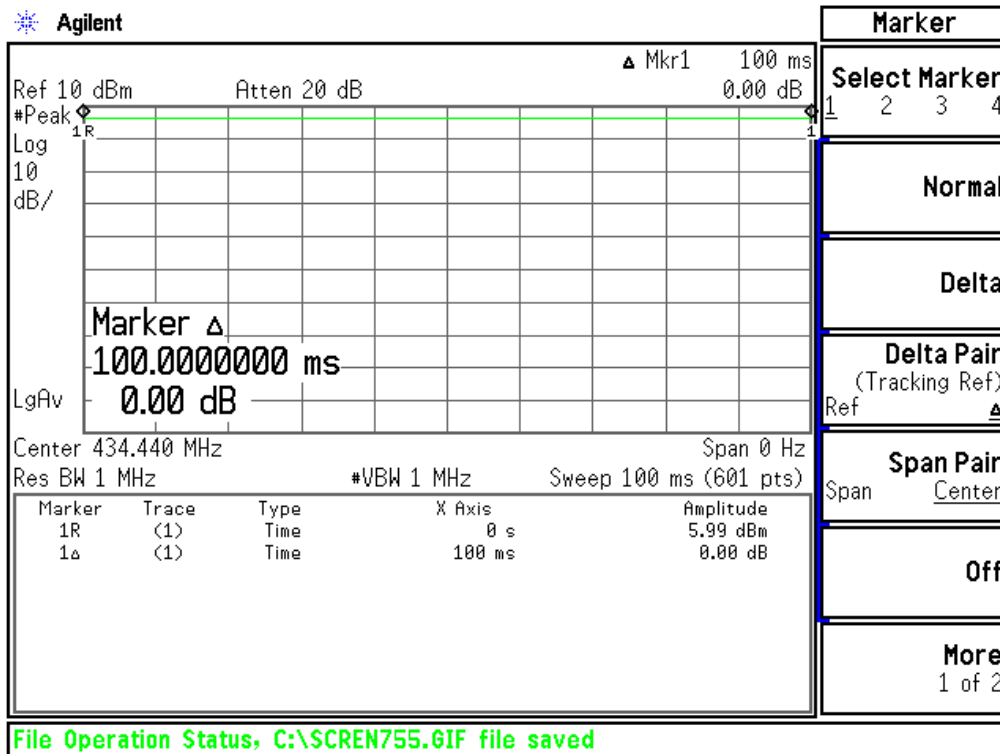 Agilent
Δ Mkr1 100 ms
Ref 10 dBm Atten 20 dB 0.00 dB
#Peak
1R 1
Log
10
dB/
Marker Δ
100.0000000 ms
0.00 dB
LgAv
Center 434.440 MHz Span 0 Hz
Res BW 1 MHz #VBW 1 MHz Sweep 100 ms (601 pts)
Marker Trace Type X Axis Amplitude
1R (1) Time 0 s 5.99 dBm
1Δ (1) Time 100 ms 0.00 dB
File Operation Status, C:\SCREN755.GIF file saved
Marker
Select Marker
1 2 3 4
Normal
Delta
Delta Pair
(Tracking Ref)
Ref Δ
Span Pair
Span Center
Off
More
1 of 2